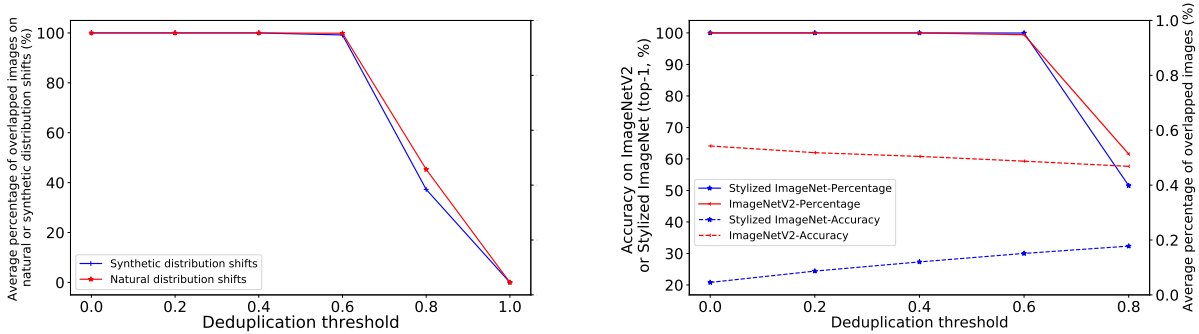 Average percentage of overlapped images on
natural or synthetic distribution shifts (%)
100
80
60
40
20
0
Synthetic distribution shifts
Natural distribution shifts
0.0 0.2 0.4 0.6 0.8 1.0
Deduplication threshold
Accuracy on ImageNetV2
or Stylized ImageNet (top-1, %)
100
90
80
70
60
50
40
30
20
Stylized ImageNet-Percentage
ImageNetV2-Percentage
Stylized ImageNet-Accuracy
ImageNetV2-Accuracy
0.0 0.2 0.4 0.6 0.8
Deduplication threshold
1.0
0.8
0.6
0.4
0.2
0.0
Average percentage of overlapped images (%)